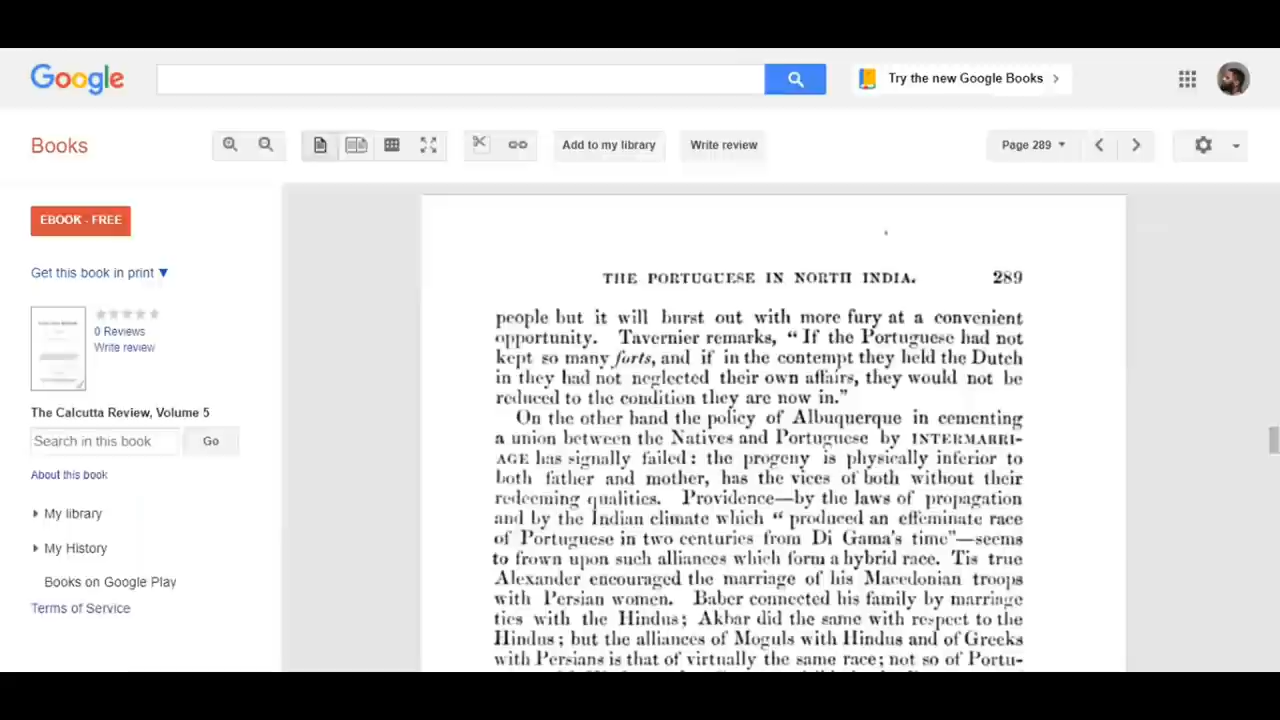 Google
Try the new Google Books
Books
Add to my library
Write review
Page 289
EBOOK - FREE
Get this book in print ▼
0 Reviews
Write review
The Calcutta Review, Volume 5
Search in this book
Go
About this book
My library
My History
Books on Google Play
Terms of Service
THE PORTUGUESE IN NORTH INDIA. 289
people but it will burst out with more fury at a convenient
opportunity. Tavernier remarks, “If the Portuguese had not
kept so many forts, and if in the contempt they held the Dutch
in they had not neglected their own affairs, they would not be
reduced to the condition they are now in.”
On the other hand the policy of Albuquerque in cementing
a union between the Natives and Portuguese by INTERMARRI-
AGE has signally failed: the progeny is physically inferior to
both father and mother, has the vices of both without their
redeeming qualities. Providence—by the laws of propagation
and by the Indian climate which “produced an effeminate race
of Portuguese in two centuries from Di Gama's time”—seems
to frown upon such alliances which form a hybrid race. 'Tis true
Alexander encouraged the marriage of his Macedonian troops
with Persian women. Baber connected his family by marriage
ties with the Hindus; Akbar did the same with respect to the
Hindus; but the alliances of Moguls with Hindus and of Greeks
with Persians is that of virtually the same race; not so of Portu-